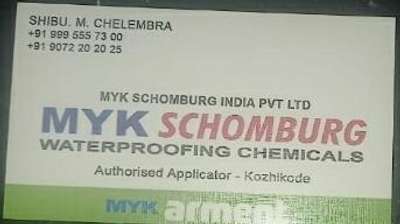 SHIBU. M. CHELEMBRA
+91 999 555 73 00
+91 9072 20 20 25
MYK SCHOMBURG INDIA PVT LTD
MYK SCHOMBURG
WATERPROOFING CHEMICALS
Authorised Applicator - Kozhikode
MYK arment